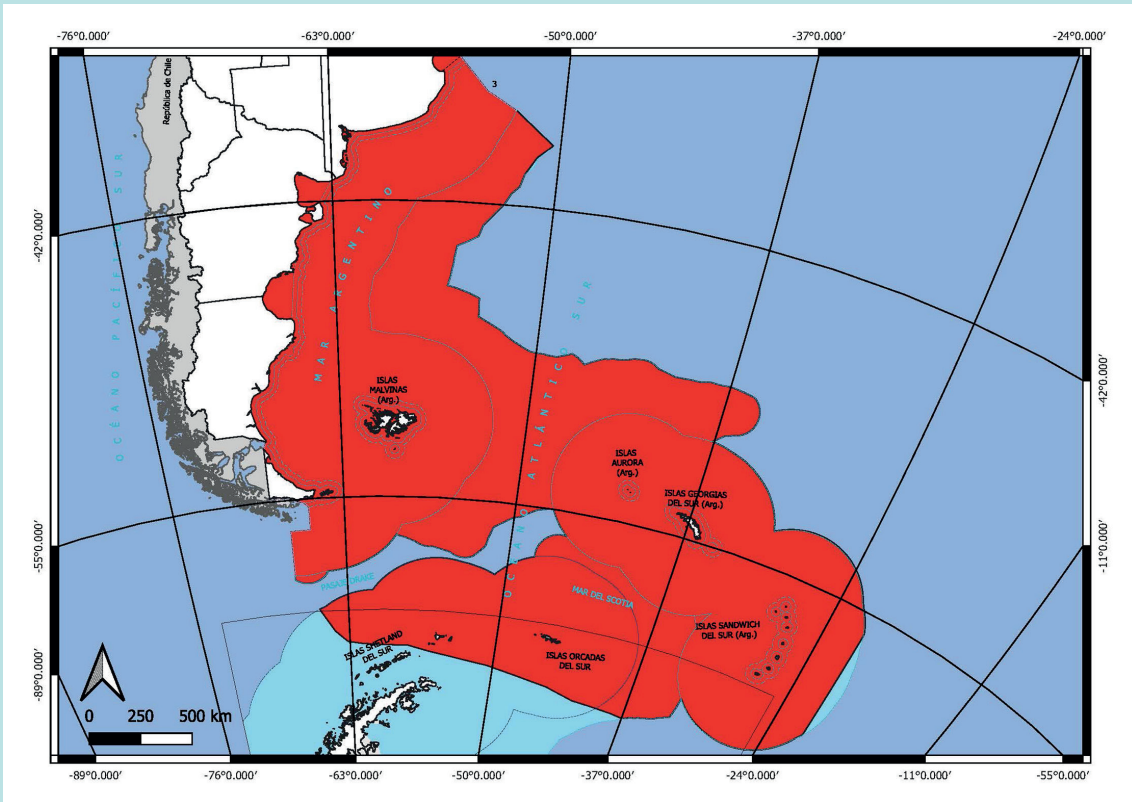 -76°0.000'
-63°0.000'
-50°0.000'
-37°0.000'
-24°0.000'
República de Chile
3
OCÉANO PACÍFICO SUR
MAR ARGENTINO
-42°0.000'
-42°0.000'
OCÉANO ATLÁNTICO SUR
ISLAS
MALVINAS
(Arg.)
ISLAS
AURORA
(Arg.)
ISLAS GEORGIAS
DEL SUR (Arg.)
-55°0.000'
-11°0.000'
PASAJE DRAKE
MAR DEL SCOTIA
ISLAS SANDWICH
DEL SUR (Arg.)
ISLAS SHETLAND
DEL SUR
ISLAS ORCADAS
DEL SUR
-89°0.000'
0 250 500 km
-89°0.000'
-76°0.000'
-63°0.000'
-50°0.000'
-37°0.000'
-24°0.000'
-11°0.000'
-55°0.000'